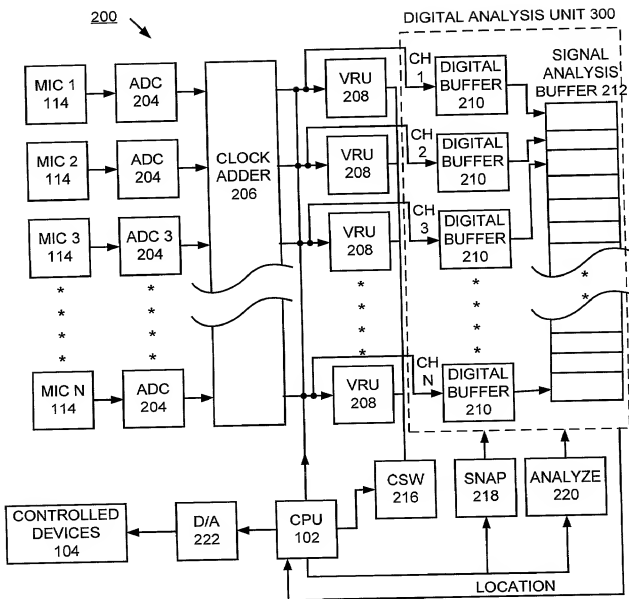 200
DIGITAL ANALYSIS UNIT 300
MIC 1
114
ADC
204
CLOCK
ADDER
206
VRU
208
CH
1
DIGITAL
BUFFER
210
SIGNAL
ANALYSIS
BUFFER 212
MIC 2
114
ADC
204
VRU
208
CH
2
DIGITAL
BUFFER
210
MIC 3
114
ADC 3
204
VRU
208
CH
3
DIGITAL
BUFFER
210
* * * *
* * * *
* * * *
* * * *
* *
MIC N
114
ADC
204
VRU
208
CH
N
DIGITAL
BUFFER
210
CONTROLLED
DEVICES
104
D/A
222
CPU
102
CSW
216
SNAP
218
ANALYZE
220
LOCATION